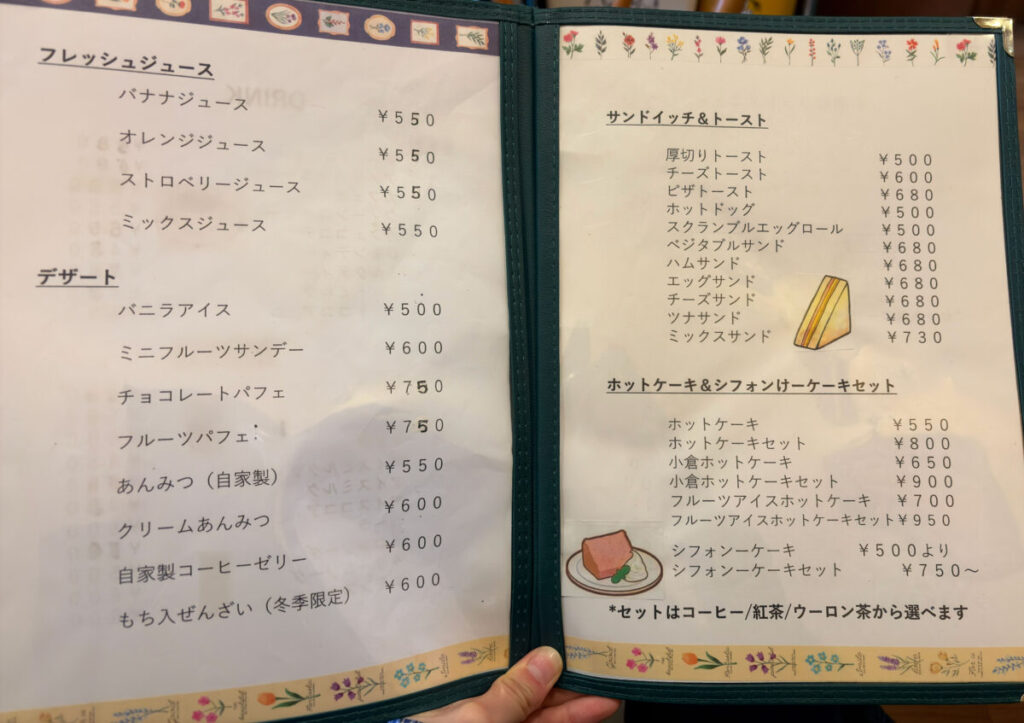 フレッシュジュース
バナナジュース ￥550
オレンジジュース ￥550
ストロベリージュース ￥550
ミックスジュース ￥550
デザート
バニラアイス ￥500
ミニフルーツサンデー ￥600
チョコレートパフェ ￥750
フルーツパフェ ￥750
あんみつ（自家製） ￥550
クリームあんみつ ￥600
自家製コーヒーゼリー ￥600
もち入ぜんざい（冬季限定） ￥600
サンドイッチ＆トースト
厚切りトースト ￥500
チーズトースト ￥600
ピザトースト ￥680
ホットドッグ ￥500
スクランブルエッグロール ￥500
ベジタブルサンド ￥680
ハムサンド ￥680
エッグサンド ￥680
チーズサンド ￥680
ツナサンド ￥680
ミックスサンド ￥730
ホットケーキ＆シフォンけーケーキセット
ホットケーキ ￥550
ホットケーキセット ￥800
小倉ホットケーキ ￥650
小倉ホットケーキセット ￥900
フルーツアイスホットケーキ ￥700
フルーツアイスホットケーキセット￥950
シフォンーケーキ ￥500より
シフォンーケーキセット ￥750～
*セットはコーヒー/紅茶/ウーロン茶から選べます